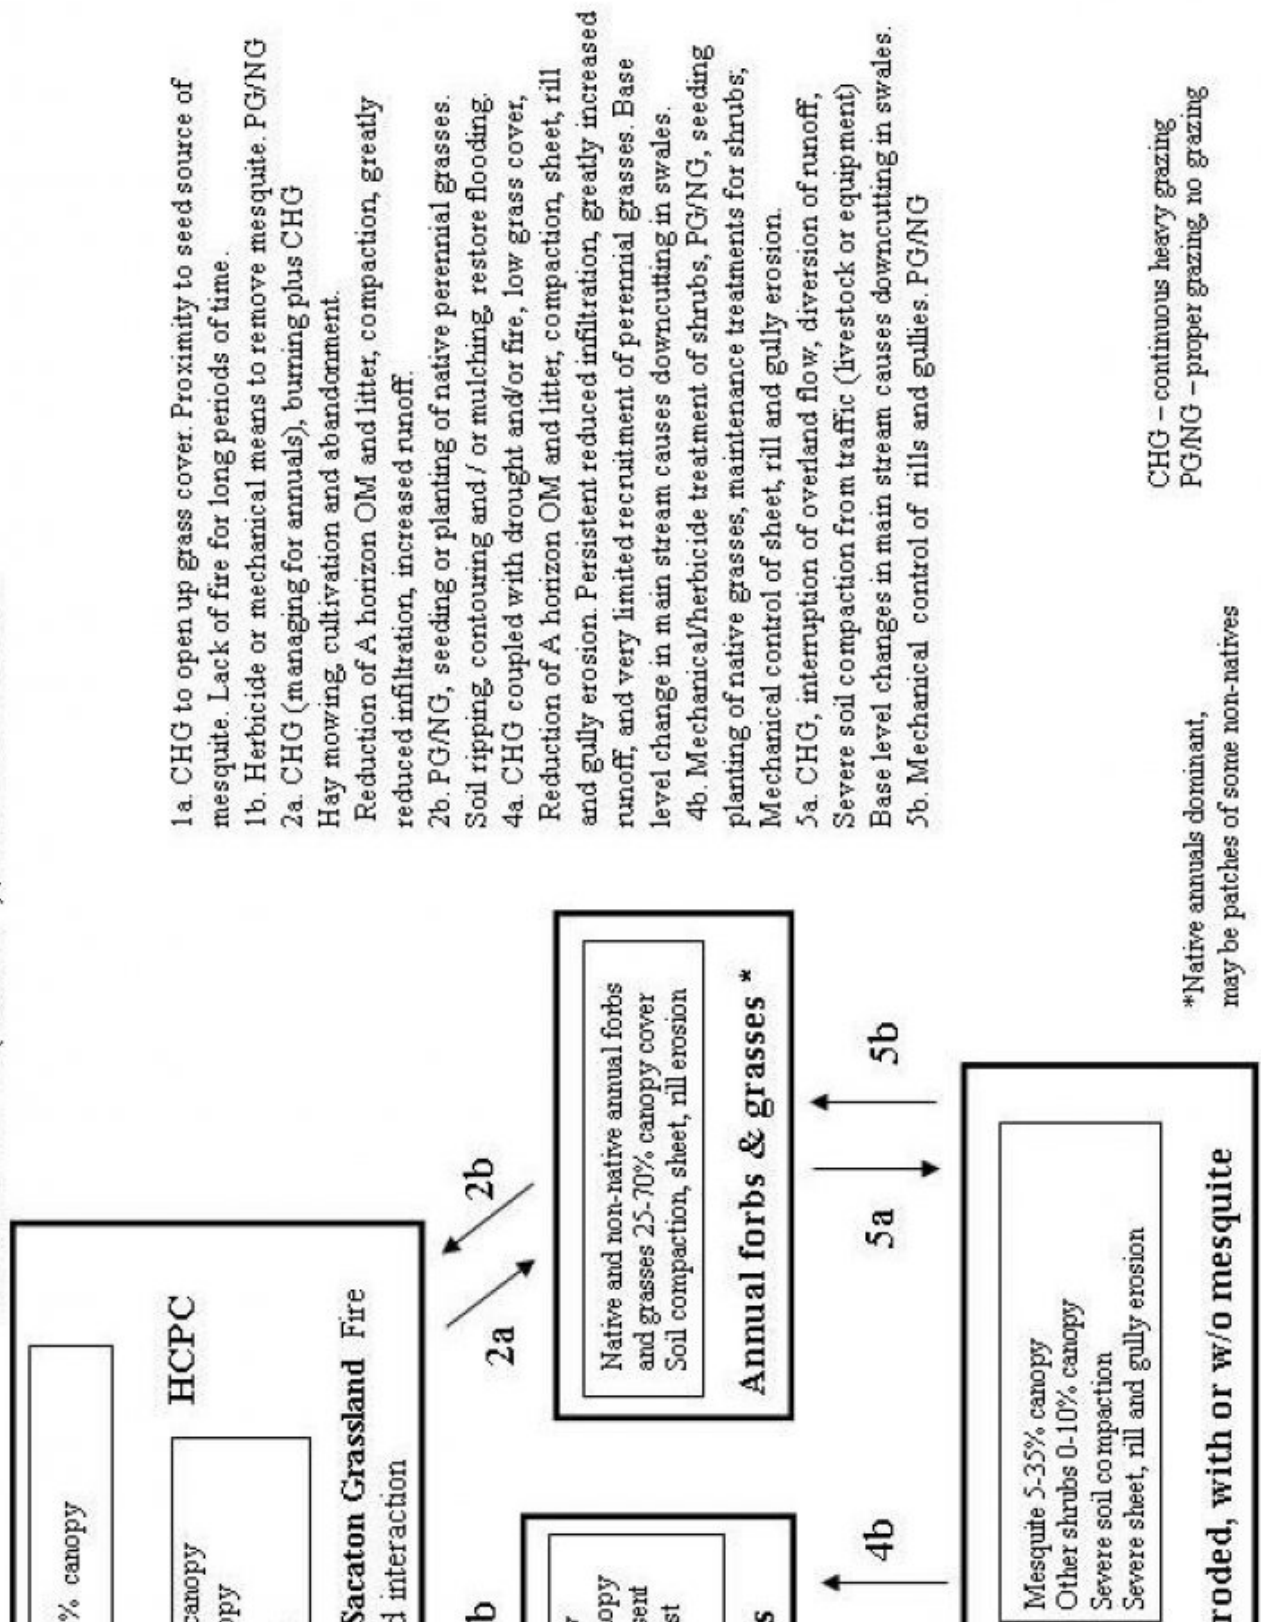 % canopy
HCPC
canopy
opy
Sacaton Grassland Fire
d interaction
2a
2b
b
opy
sent
st
s
Native and non-native annual forbs
and grasses 25-70% canopy cover
Soil compaction, sheet, rill erosion
Annual forbs & grasses *
4b
5a
5b
Mesquite 5-35% canopy
Other shrubs 0-10% canopy
Severe soil compaction
Severe sheet, rill and gully erosion
roded, with or w/o mesquite
1a. CHG to open up grass cover. Proximity to seed source of
mesquite. Lack of fire for long periods of time.
1b. Herbicide or mechanical means to remove mesquite. PG/NG
2a. CHG (managing for annuals), burning plus CHG
Hay mowing, cultivation and abandonment.
Reduction of A horizon OM and litter, compaction, greatly
reduced infiltration, increased runoff.
2b. PG/NG, seeding or planting of native perennial grasses.
Soil ripping, contouring and / or mulching, restore flooding.
4a. CHG coupled with drought and/or fire, low grass cover,
Reduction of A horizon OM and litter, compaction, sheet, rill
and gully erosion. Persistent reduced infiltration, greatly increased
runoff, and very limited recruitment of perennial grasses. Base
level change in main stream causes downcutting in swales.
4b. Mechanical/herbicide treatment of shrubs, PG/NG, seeding
planting of native grasses, maintenance treatments for shrubs;
Mechanical control of sheet, rill and gully erosion.
5a. CHG, interruption of overland flow, diversion of runoff,
Severe soil compaction from traffic (livestock or equipment)
Base level changes in main stream causes downcutting in swales.
5b. Mechanical control of rills and gullies. PG/NG
*Native annuals dominant,
may be patches of some non-natives
CHG – continuous heavy grazing
PG/NG – proper grazing, no grazing